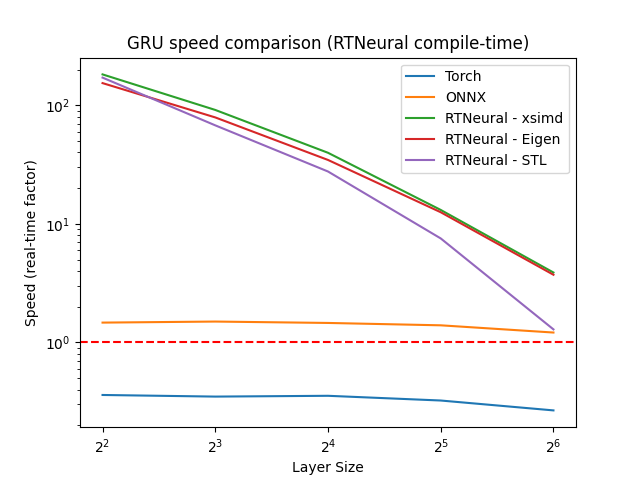 GRU speed comparison (RTNeural compile-time)
Torch
ONNX
RTNeural - xsimd
RTNeural - Eigen
RTNeural - STL
Speed (real-time factor)
10²
10¹
10⁰
2² 2³ 2⁴ 2⁵ 2⁶
Layer Size